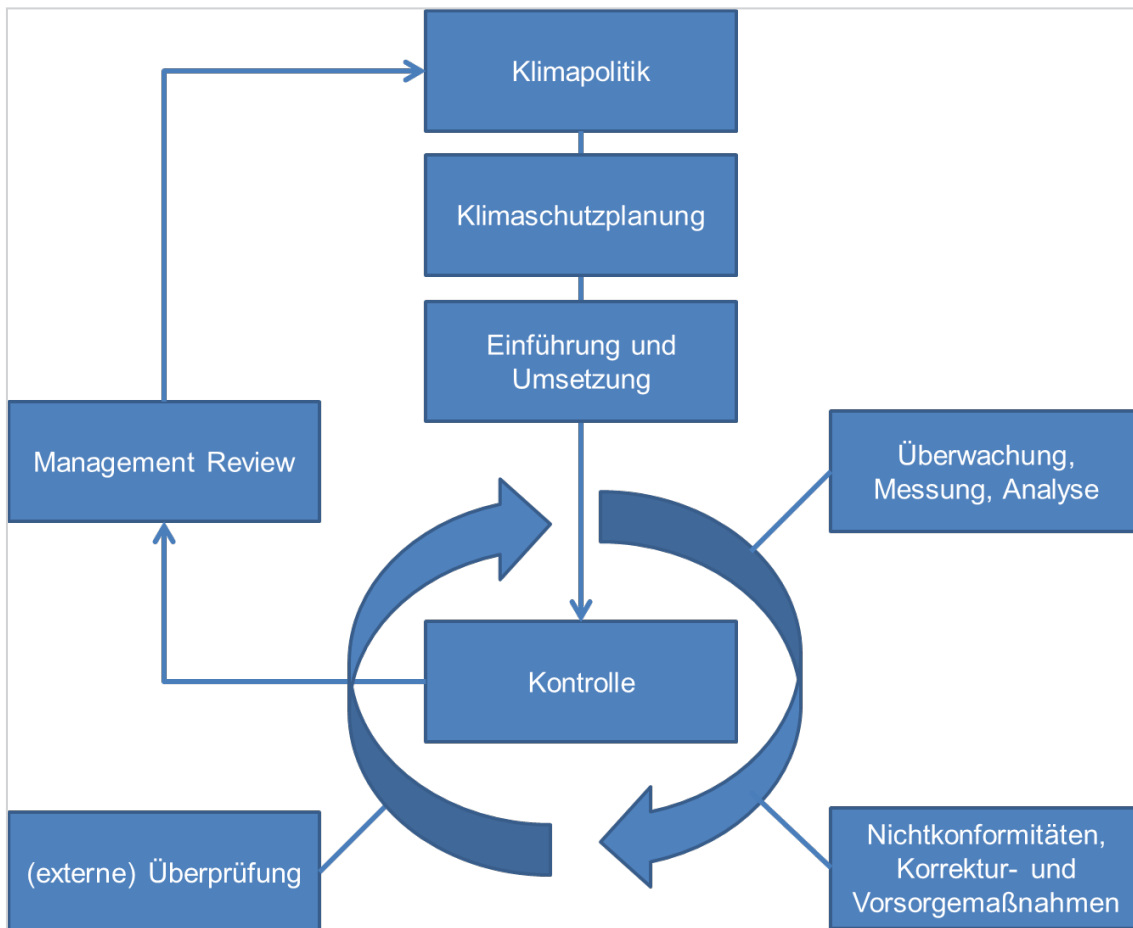 Klimapolitik
Klimaschutzplanung
Einführung und
Umsetzung
Management Review
Überwachung,
Messung, Analyse
Kontrolle
(externe) Überprüfung
Nichtkonformitäten,
Korrektur- und
Vorsorgemaßnahmen